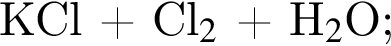 KCl + Cl₂ + H₂O;